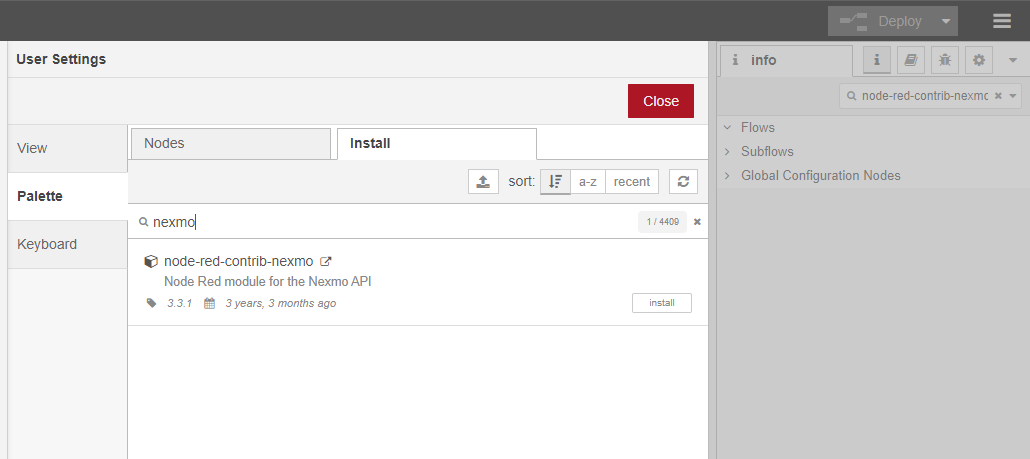 Deploy
User Settings
Close
View
Palette
Keyboard
Nodes
Install
sort:
a-z
recent
nexmo
1 / 4409
node-red-contrib-nexmo
Node Red module for the Nexmo API
3.3.1
3 years, 3 months ago
install
info
node-red-contrib-nexmo
Flows
Subflows
Global Configuration Nodes